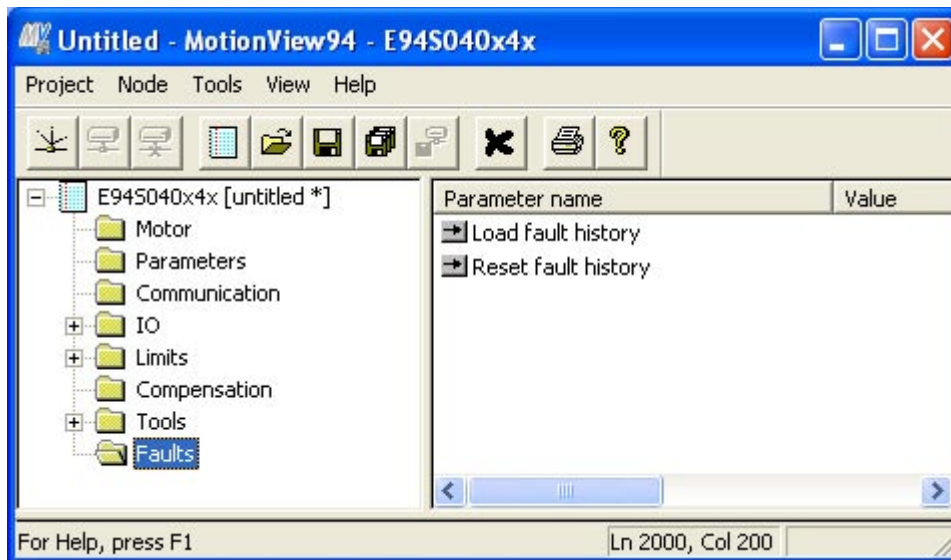 Untitled - MotionView94 - E94S040x4x
Project Node Tools View Help
E94S040x4x [untitled *]
Motor
Parameters
Communication
IO
Limits
Compensation
Tools
Faults
Parameter name Value
Load fault history
Reset fault history
For Help, press F1 Ln 2000, Col 200